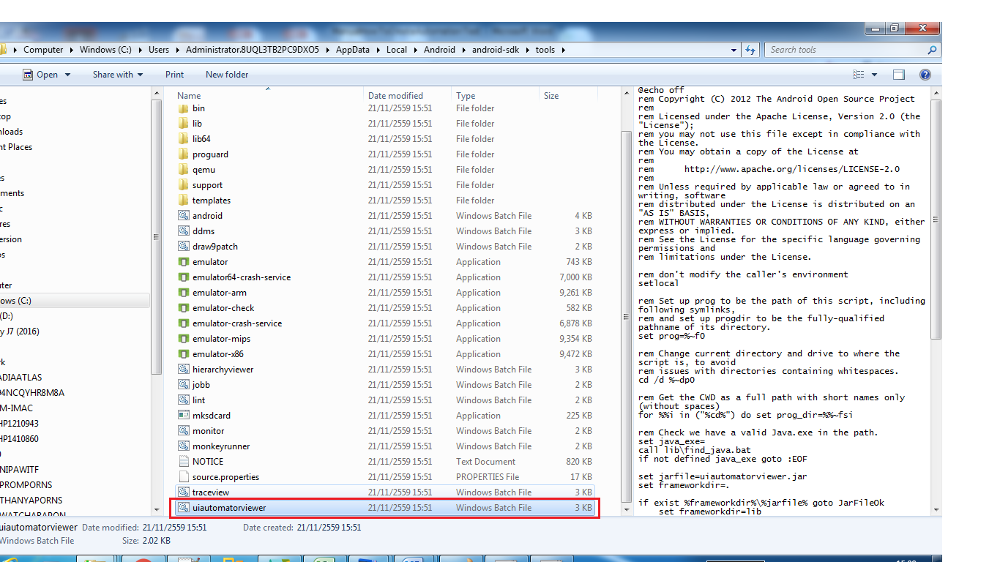 Computer ▸ Windows (C:) ▸ Users ▸ Administrator.8UQL3TB2PC9DXO5 ▸ AppData ▸ Local ▸ Android ▸ android-sdk ▸ tools ▸ Search tools
Open Share with Print New folder
Name Date modified Type Size
bin 21/11/2559 15:51 File folder
lib 21/11/2559 15:51 File folder
lib64 21/11/2559 15:51 File folder
proguard 21/11/2559 15:51 File folder
qemu 21/11/2559 15:51 File folder
support 21/11/2559 15:51 File folder
templates 21/11/2559 15:51 File folder
android 21/11/2559 15:51 Windows Batch File 4 KB
ddms 21/11/2559 15:51 Windows Batch File 3 KB
draw9patch 21/11/2559 15:51 Windows Batch File 2 KB
emulator 21/11/2559 15:51 Application 743 KB
emulator64-crash-service 21/11/2559 15:51 Application 7,000 KB
emulator-arm 21/11/2559 15:51 Application 9,261 KB
emulator-check 21/11/2559 15:51 Application 582 KB
emulator-crash-service 21/11/2559 15:51 Application 6,878 KB
emulator-mips 21/11/2559 15:51 Application 9,354 KB
emulator-x86 21/11/2559 15:51 Application 9,472 KB
hierarchyviewer 21/11/2559 15:51 Windows Batch File 3 KB
jobb 21/11/2559 15:51 Windows Batch File 2 KB
lint 21/11/2559 15:51 Windows Batch File 2 KB
mksdcard 21/11/2559 15:51 Application 225 KB
monitor 21/11/2559 15:51 Windows Batch File 2 KB
monkeyrunner 21/11/2559 15:51 Windows Batch File 2 KB
NOTICE 21/11/2559 15:51 Text Document 820 KB
source.properties 21/11/2559 15:51 PROPERTIES File 17 KB
traceview 21/11/2559 15:51 Windows Batch File 3 KB
uiautomatorviewer 21/11/2559 15:51 Windows Batch File 3 KB
es
op
nloads
nt Places
es
ments
c
res
ersion
os
uter
ows (C:)
(D:)
y J7 (2016)
rk
ADIAATLAS
94NCQYHR8M8A
M-IMAC
HP1210943
HP1410860
NIPAWITF
PROMPORNS
THANYAPORNS
WATCHARAPON
@echo off
rem Copyright (C) 2012 The Android Open Source Project
rem
rem Licensed under the Apache License, Version 2.0 (the
"License");
rem you may not use this file except in compliance with
the License.
rem You may obtain a copy of the License at
rem
rem http://www.apache.org/licenses/LICENSE-2.0
rem
rem Unless required by applicable law or agreed to in
writing, software
rem distributed under the License is distributed on an
"AS IS" BASIS,
rem WITHOUT WARRANTIES OR CONDITIONS OF ANY KIND, either
express or implied.
rem See the License for the specific language governing
permissions and
rem limitations under the License.
rem don't modify the caller's environment
setlocal
rem Set up prog to be the path of this script, including
following symlinks,
rem and set up progdir to be the fully-qualified
pathname of its directory.
set prog=%~f0
rem Change current directory and drive to where the
script is, to avoid
rem issues with directories containing whitespaces.
cd /d %~dp0
rem Get the CWD as a full path with short names only
(without spaces)
for %%i in ("%cd%") do set prog_dir=%%~fsi
rem Check we have a valid Java.exe in the path.
set java_exe=
call lib\find_java.bat
if not defined java_exe goto :EOF
set jarfile=uiautomatorviewer.jar
set frameworkdir=.
if exist %frameworkdir%\%jarfile% goto JarFileOk
set frameworkdir=lib
uiautomatorviewer Date modified: 21/11/2559 15:51 Date created: 21/11/2559 15:51
Windows Batch File Size: 2.02 KB